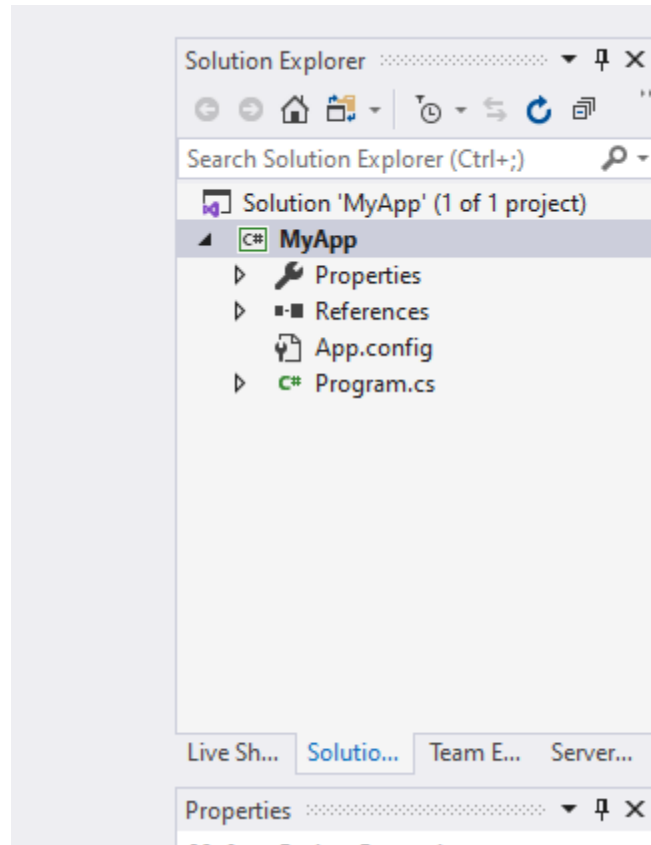 Solution Explorer
Search Solution Explorer (Ctrl+;)
Solution 'MyApp' (1 of 1 project)
C# MyApp
Properties
References
App.config
C# Program.cs
Live Sh... Solutio... Team E... Server...
Properties